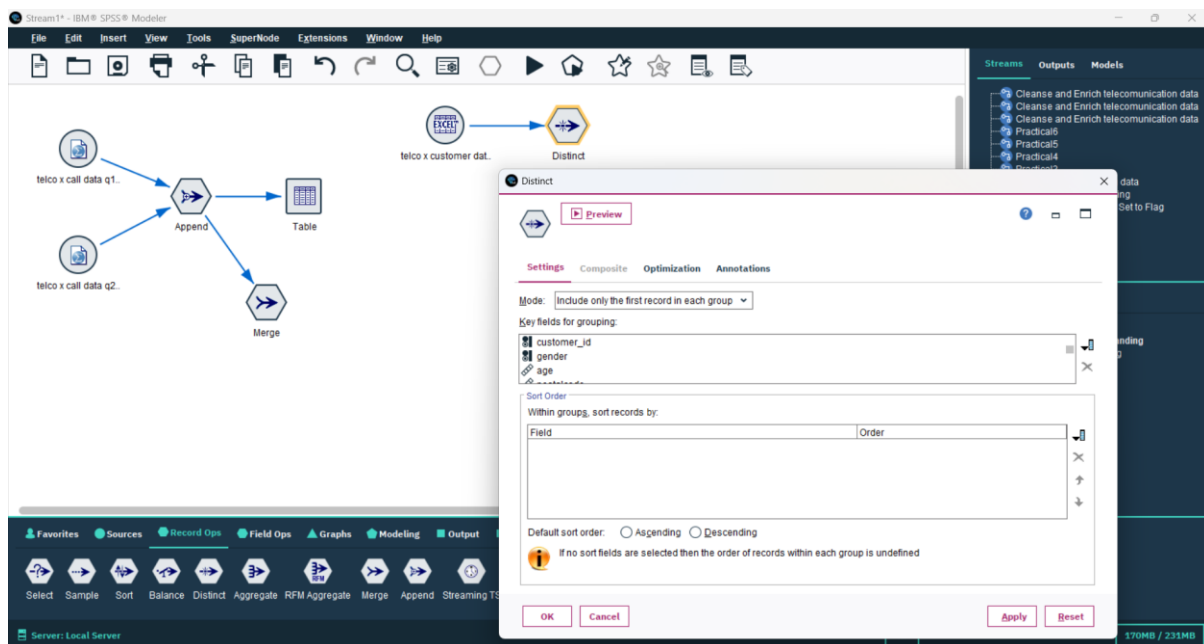 Stream1* - IBM® SPSS® Modeler
File Edit Insert View Tools SuperNode Extensions Window Help
Streams Outputs Models
Cleanse and Enrich telecomunication data
Cleanse and Enrich telecomunication data
Cleanse and Enrich telecomunication data
Practical6
Practical5
Practical4
data
Set to Flag
EXCEL
telco x customer dat..
Distinct
telco x call data q1..
Append
Table
telco x call data q2..
Merge
Distinct
Preview
Settings Composite Optimization Annotations
Mode: Include only the first record in each group
Key fields for grouping:
customer_id
gender
age
Sort Order
Within groups, sort records by:
Field Order
Default sort order: Ascending Descending
If no sort fields are selected then the order of records within each group is undefined
OK Cancel Apply Reset
Favorites Sources Record Ops Field Ops Graphs Modeling Output
Select Sample Sort Balance Distinct Aggregate RFM Aggregate Merge Append Streaming TS
RFM
Server: Local Server
170MB / 231MB